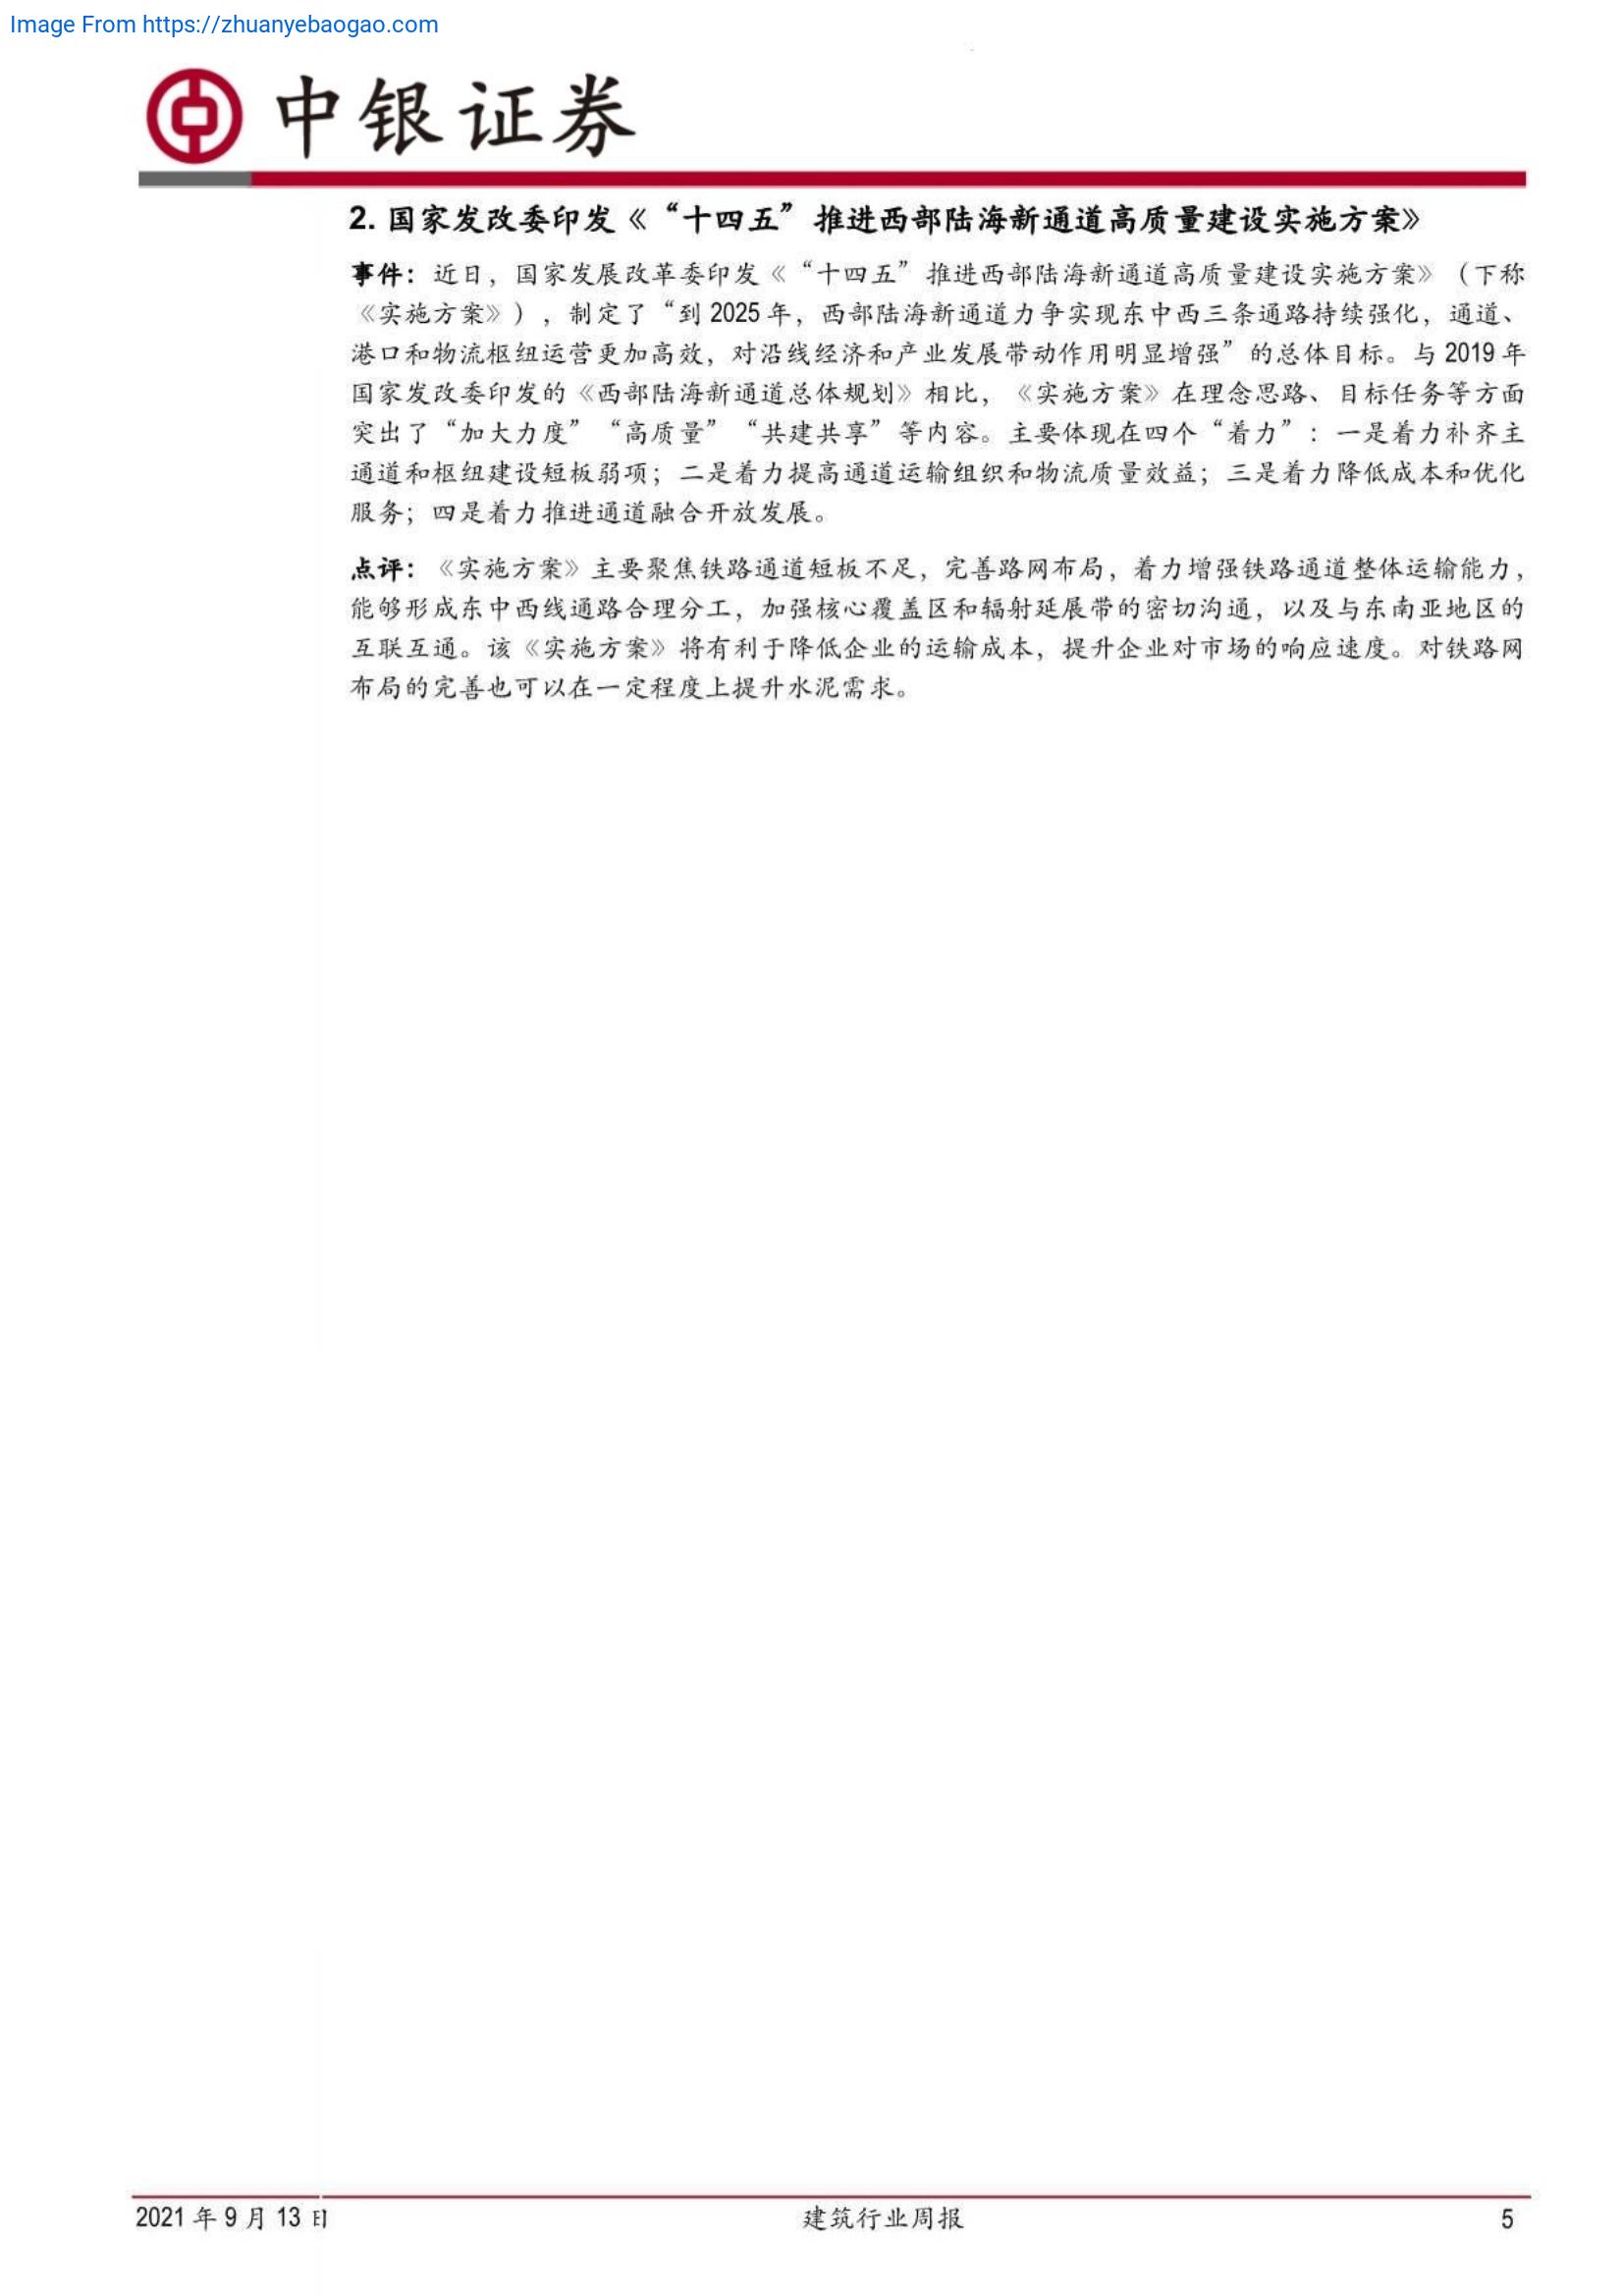 Image From https://zhuanyebaogao.com
中银证券
2. 国家发改委印发《“十四五”推进西部陆海新通道高质量建设实施方案》
事件：近日，国家发展改革委印发《“十四五”推进西部陆海新通道高质量建设实施方案》（下称
《实施方案》），制定了“到 2025 年，西部陆海新通道力争实现东中西三条通路持续强化，通道、
港口和物流枢纽运营更加高效，对沿线经济和产业发展带动作用明显增强”的总体目标。与 2019 年
国家发改委印发的《西部陆海新通道总体规划》相比，《实施方案》在理念思路、目标任务等方面
突出了“加大力度”“高质量”“共建共享”等内容。主要体现在四个“着力”：一是着力补齐主
通道和枢纽建设短板弱项；二是着力提高通道运输组织和物流质量效益；三是着力降低成本和优化
服务；四是着力推进通道融合开放发展。
点评：《实施方案》主要聚焦铁路通道短板不足，完善路网布局，着力增强铁路通道整体运输能力，
能够形成东中西线通路合理分工，加强核心覆盖区和辐射延展带的密切沟通，以及与东南亚地区的
互联互通。该《实施方案》将有利于降低企业的运输成本，提升企业对市场的响应速度。对铁路网
布局的完善也可以在一定程度上提升水泥需求。
2021 年 9 月 13 日 建筑行业周报 5